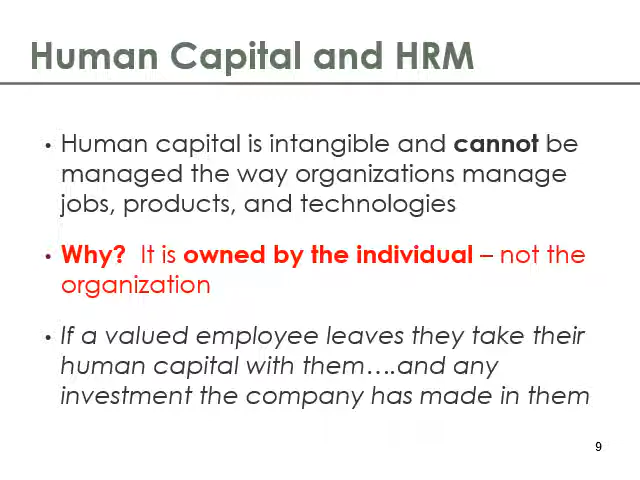 Human Capital and HRM
• Human capital is intangible and cannot be
managed the way organizations manage
jobs, products, and technologies
• Why? It is owned by the individual – not the
organization
• If a valued employee leaves they take their
human capital with them….and any
investment the company has made in them
9